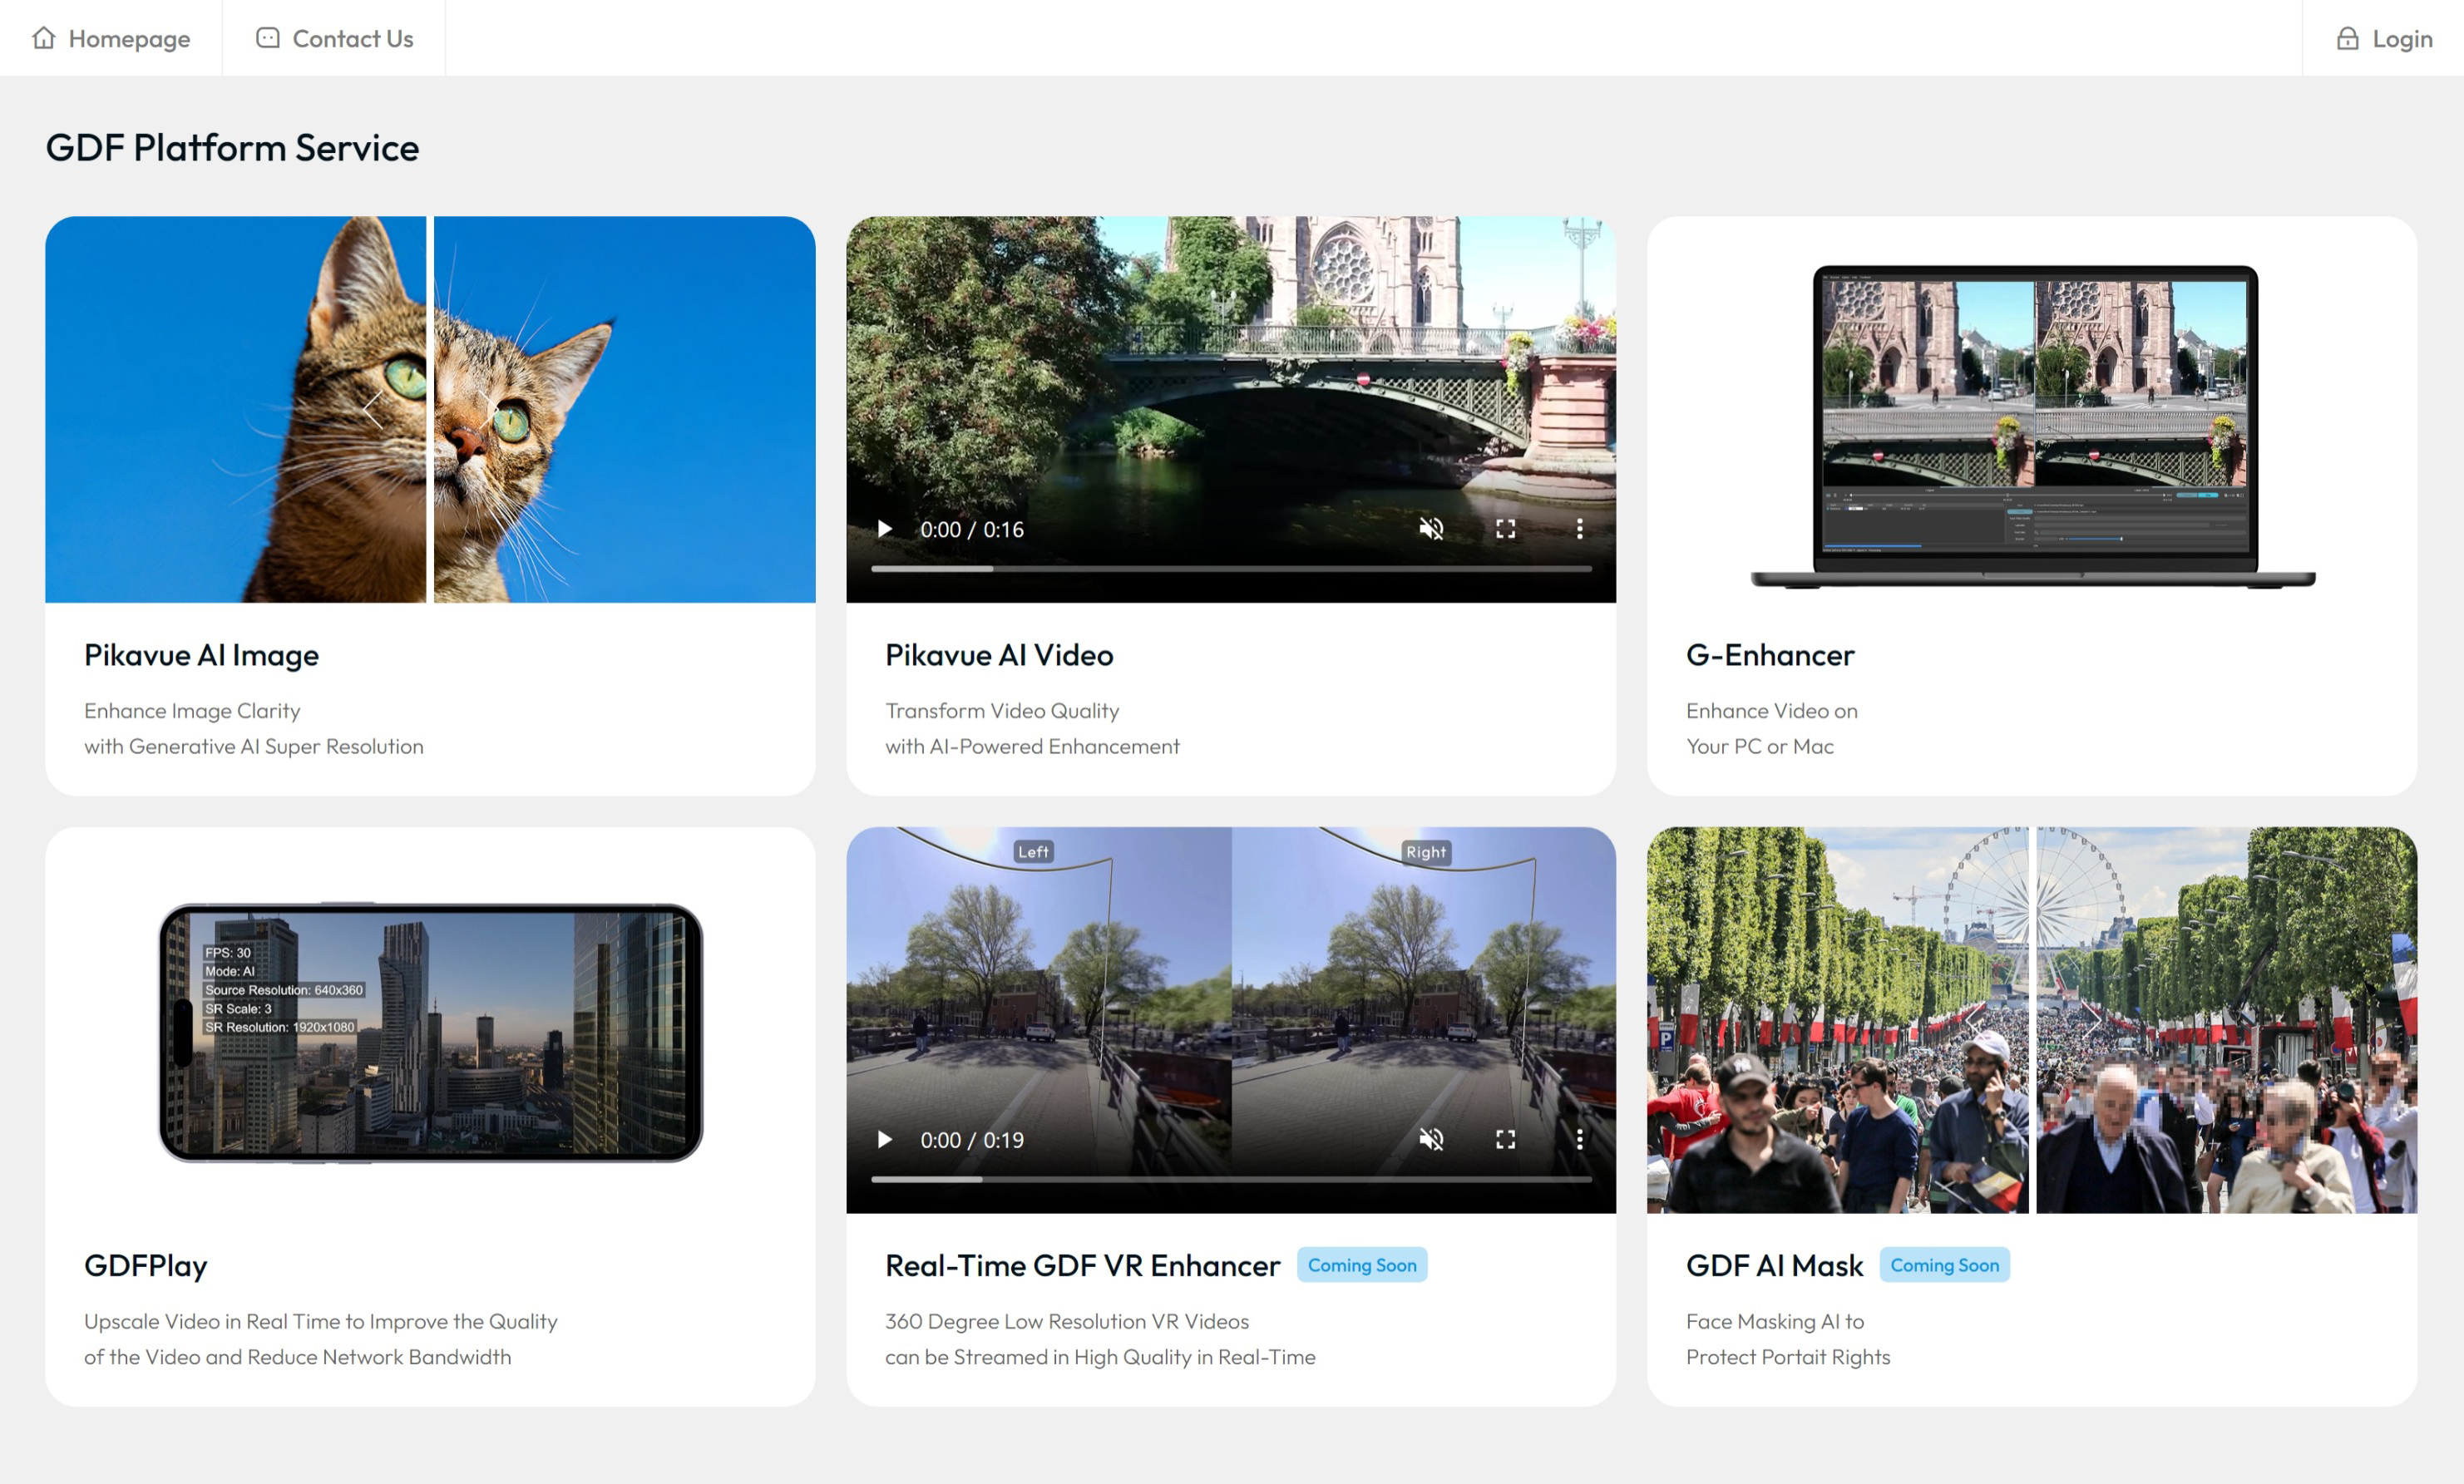 Homepage
Contact Us
Login
GDF Platform Service
0:00 / 0:16
Pikavue AI Image
Enhance Image Clarity
with Generative AI Super Resolution
Pikavue AI Video
Transform Video Quality
with AI-Powered Enhancement
G-Enhancer
Enhance Video on
Your PC or Mac
FPS: 30
Mode: AI
Source Resolution: 640x360
SR Scale: 3
SR Resolution: 1920x1080
Left
Right
0:00 / 0:19
P
GDFPlay
Upscale Video in Real Time to Improve the Quality
of the Video and Reduce Network Bandwidth
Real-Time GDF VR Enhancer
Coming Soon
360 Degree Low Resolution VR Videos
can be Streamed in High Quality in Real-Time
GDF AI Mask
Coming Soon
Face Masking AI to
Protect Portait Rights